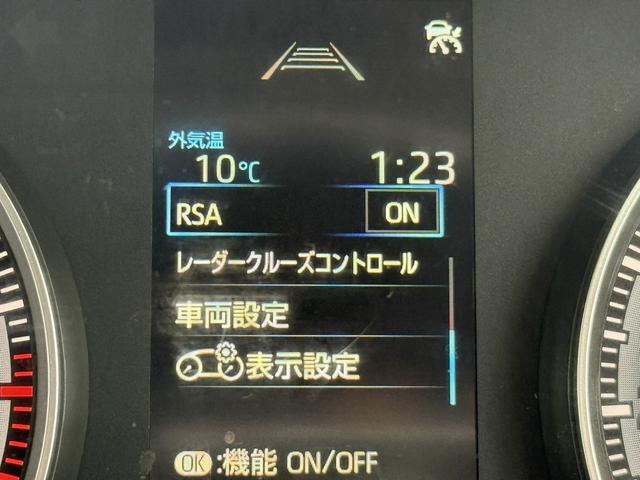 外気温
10℃ 1:23
RSA ON
レーダークルーズコントロール
車両設定
表示設定
OK:機能 ON/OFF